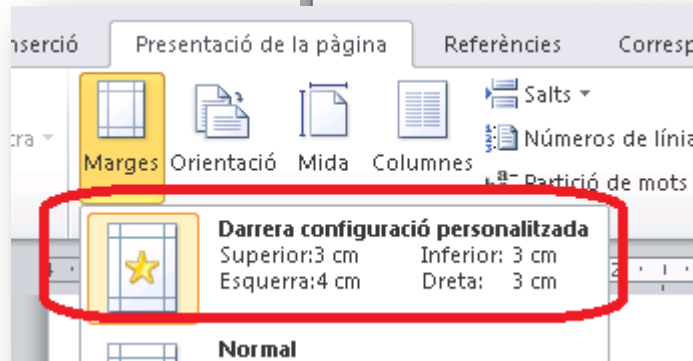 nserció Presentació de la pàgina Referències Corresp
Salts
tra
Números de línia
Marges Orientació Mida Columnes
Partició de mots
Darrera configuració personalitzada
Superior:3 cm Inferior: 3 cm
Esquerra:4 cm Dreta: 3 cm
Normal